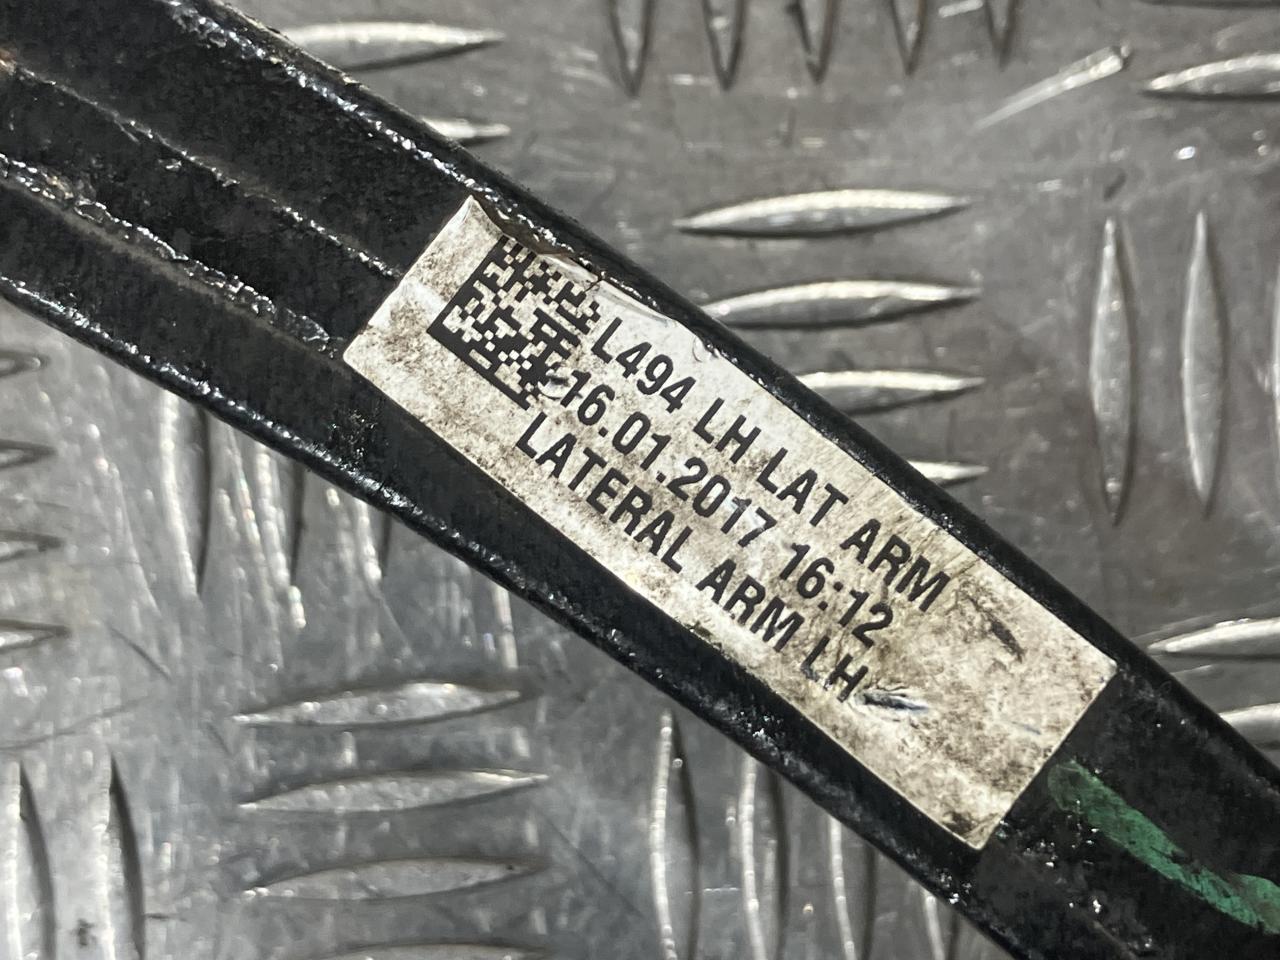 L494 LH LAT ARM
16.01.2017 16:12
LATERAL ARM LH